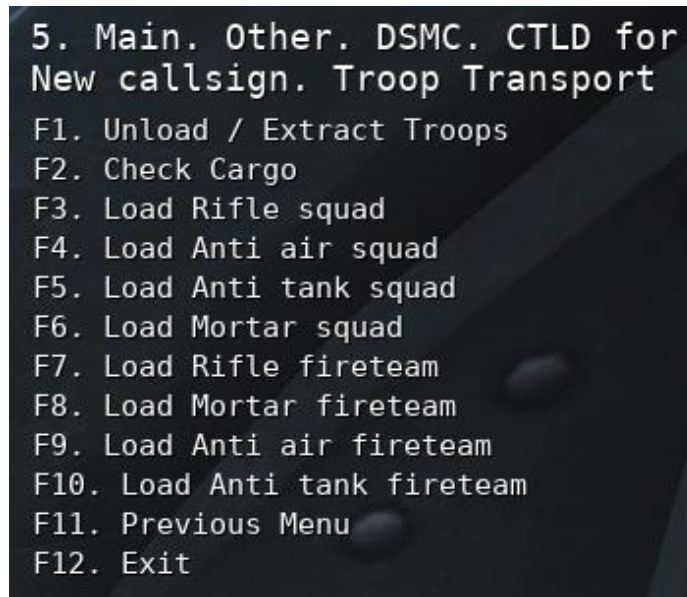 5. Main. Other. DSMC. CTLD for
New callsign. Troop Transport
F1. Unload / Extract Troops
F2. Check Cargo
F3. Load Rifle squad
F4. Load Anti air squad
F5. Load Anti tank squad
F6. Load Mortar squad
F7. Load Rifle fireteam
F8. Load Mortar fireteam
F9. Load Anti air fireteam
F10. Load Anti tank fireteam
F11. Previous Menu
F12. Exit